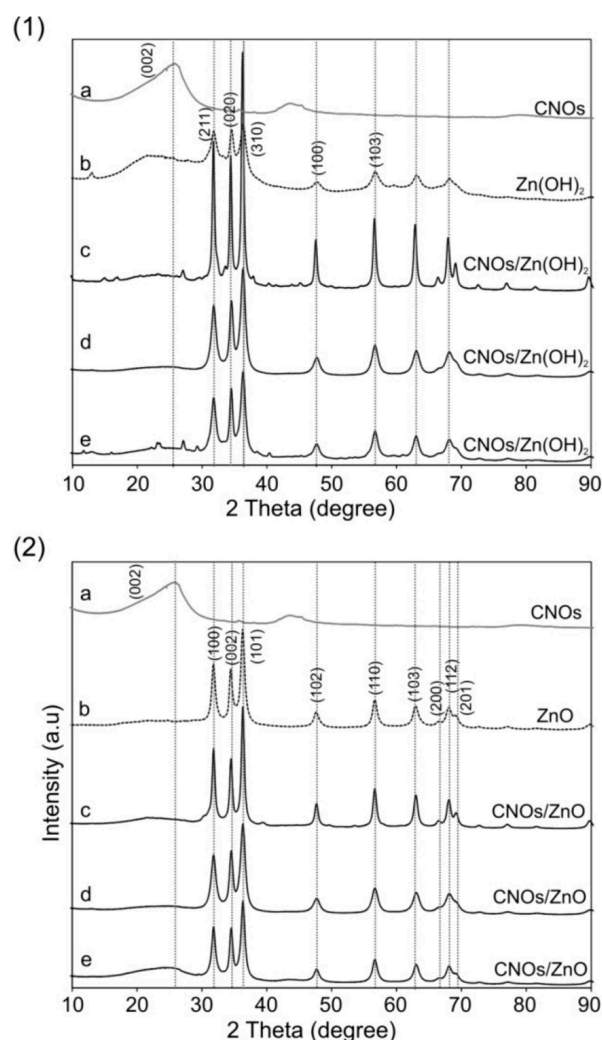 (1)
(002)
a
CNOs
(211)
(020)
(310)
b
(100)
(103)
Zn(OH)₂
c
CNOs/Zn(OH)₂
d
CNOs/Zn(OH)₂
e
CNOs/Zn(OH)₂
10 20 30 40 50 60 70 80 90
2 Theta (degree)
(2)
(002)
a
CNOs
(100)
(002)
(101)
b
(102)
(110)
(103)
(200)
(112)
(201)
ZnO
Intensity (a.u)
c
CNOs/ZnO
d
CNOs/ZnO
e
CNOs/ZnO
10 20 30 40 50 60 70 80 90
2 Theta (degree)